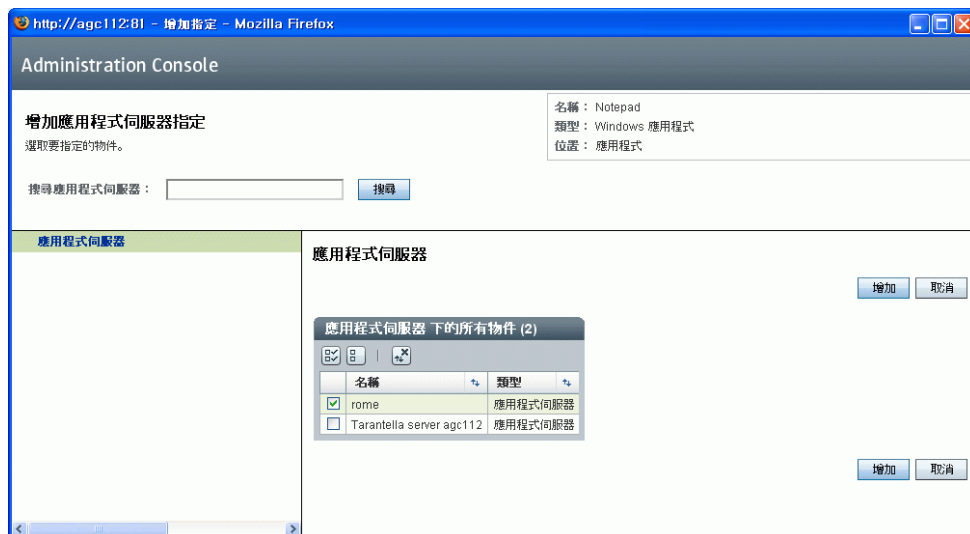 http://agc112:81 - 增加指定 - Mozilla Firefox
Administration Console
增加應用程式伺服器指定
選取要指定的物件。
名稱： Notepad
類型： Windows 應用程式
位置： 應用程式
搜尋應用程式伺服器： 搜尋
應用程式伺服器
應用程式伺服器
增加 取消
應用程式伺服器 下的所有物件 (2)
名稱 類型
rome 應用程式伺服器
Tarantella server agc112 應用程式伺服器
增加 取消